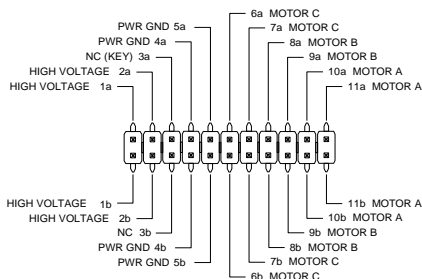 6a MOTOR C
PWR GND 5a
7a MOTOR C
PWR GND 4a
8a MOTOR B
NC (KEY) 3a
9a MOTOR B
HIGH VOLTAGE 2a
10a MOTOR A
HIGH VOLTAGE 1a
11a MOTOR A
HIGH VOLTAGE 1b
11b MOTOR A
HIGH VOLTAGE 2b
10b MOTOR A
NC 3b
9b MOTOR B
PWR GND 4b
8b MOTOR B
PWR GND 5b
7b MOTOR C
6b MOTOR C